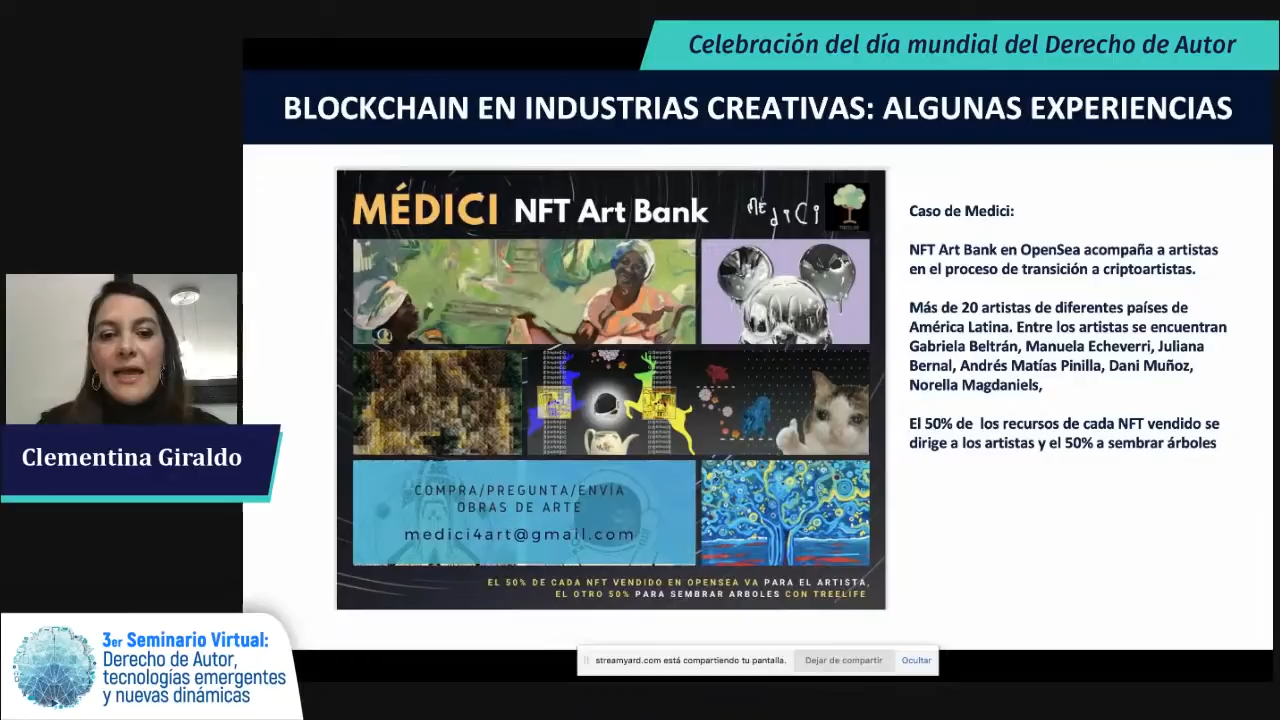 Celebración del día mundial del Derecho de Autor
BLOCKCHAIN EN INDUSTRIAS CREATIVAS: ALGUNAS EXPERIENCIAS
MÉDICI NFT Art Bank
MEDICI
TREELIFE
COMPRA/PREGUNTA/ENVÍA
OBRAS DE ARTE
medici4art@gmail.com
EL 50% DE CADA NFT VENDIDO EN OPENSEA VA PARA EL ARTISTA,
EL OTRO 50% PARA SEMBRAR ARBOLES CON TREELIFE
Caso de Medici:
NFT Art Bank en OpenSea acompaña a artistas
en el proceso de transición a criptoartistas.
Más de 20 artistas de diferentes países de
América Latina. Entre los artistas se encuentran
Gabriela Beltrán, Manuela Echeverri, Juliana
Bernal, Andrés Matías Pinilla, Dani Muñoz,
Norella Magdaniels,
El 50% de los recursos de cada NFT vendido se
dirige a los artistas y el 50% a sembrar árboles
Clementina Giraldo
3er Seminario Virtual:
Derecho de Autor,
tecnologías emergentes
y nuevas dinámicas
streamyard.com está compartiendo tu pantalla.
Dejar de compartir
Ocultar